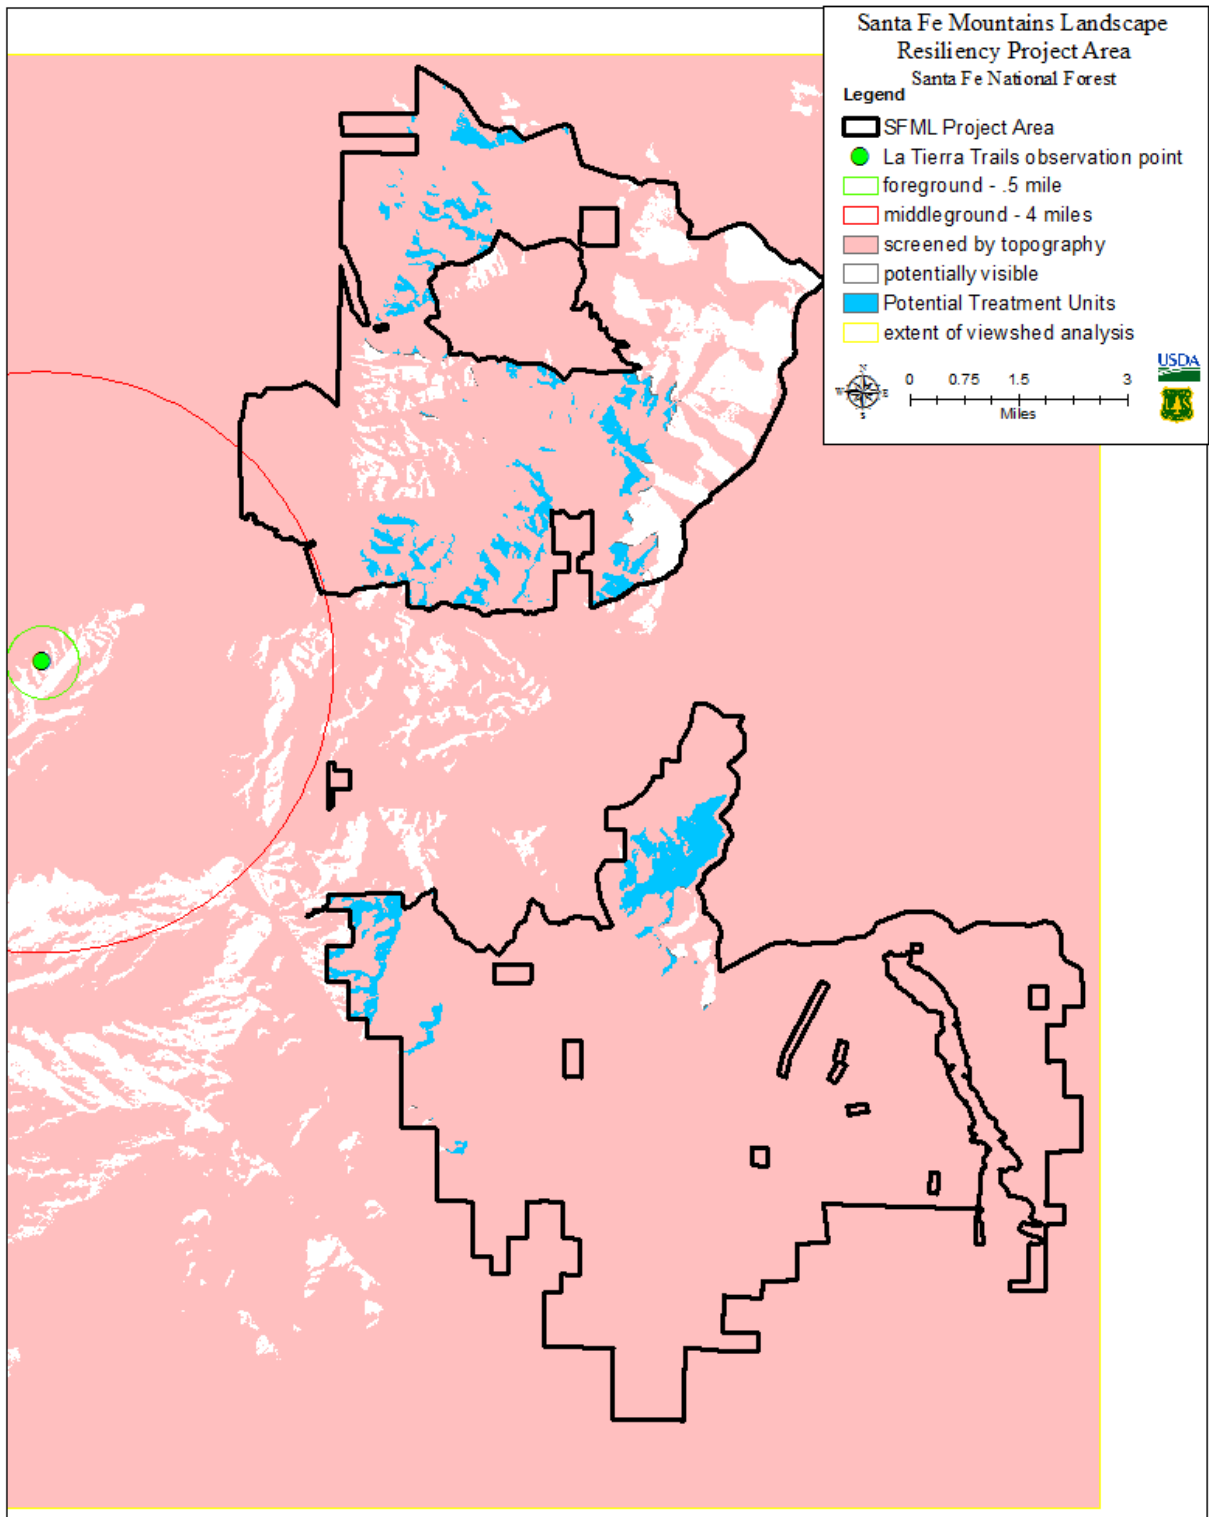 Santa Fe Mountains Landscape
Resiliency Project Area
Santa Fe National Forest
Legend
SFML Project Area
La Tierra Trails observation point
foreground - .5 mile
middleground - 4 miles
screened by topography
potentially visible
Potential Treatment Units
extent of viewshed analysis
N
W E
S
0 0.75 1.5 3
Miles
USDA